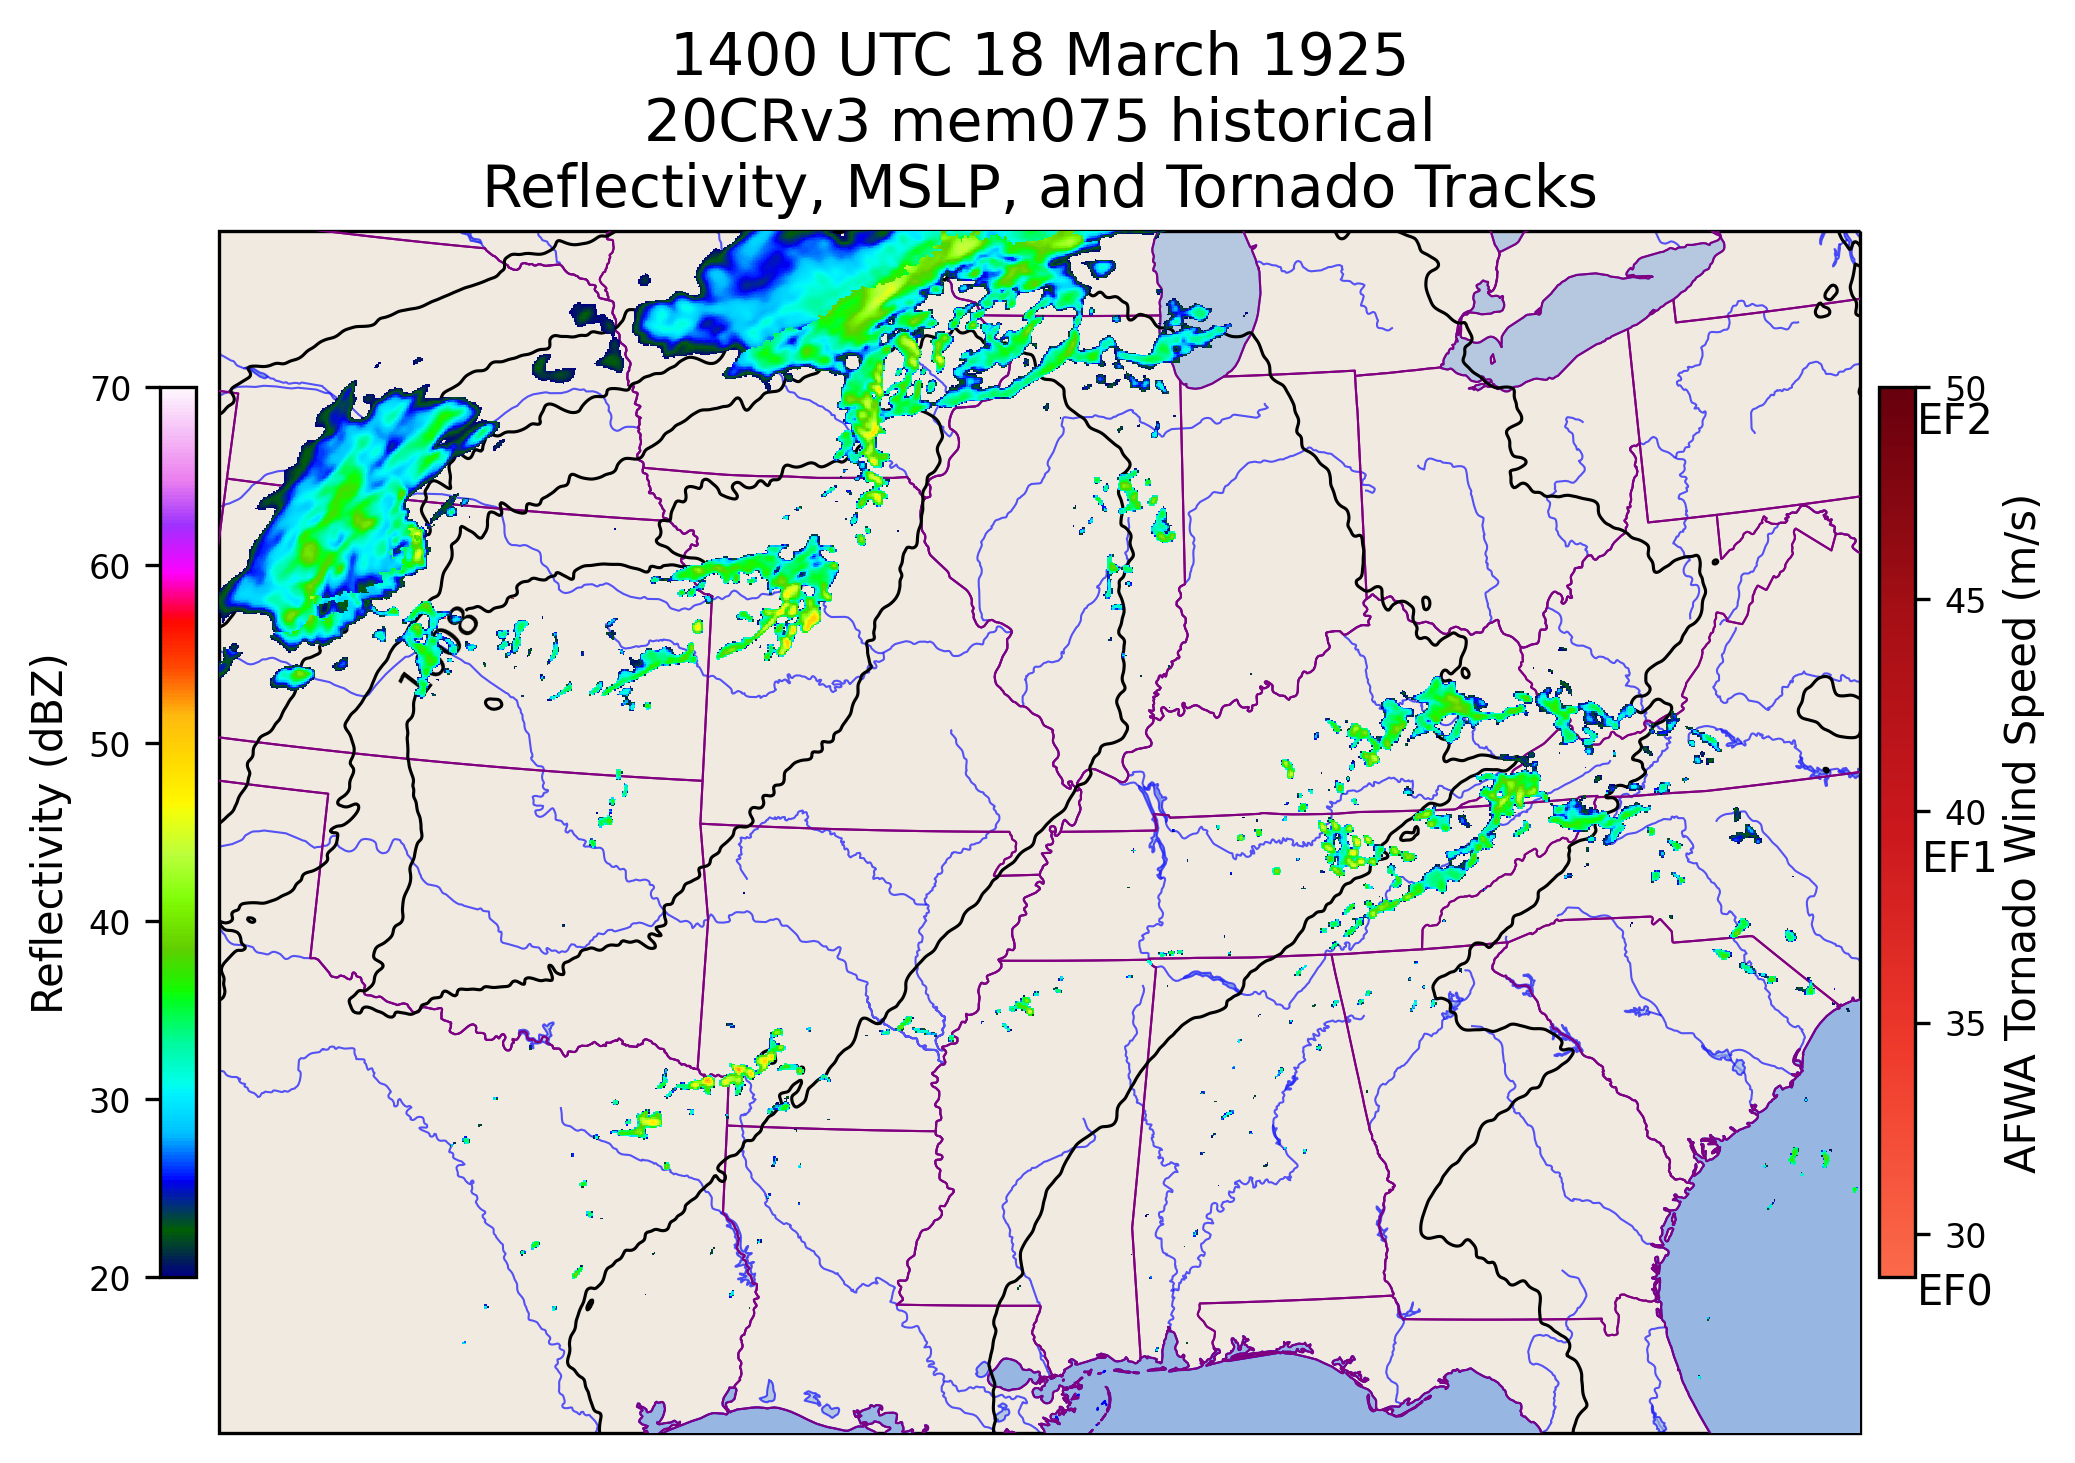 1400 UTC 18 March 1925
20CRv3 mem075 historical
Reflectivity, MSLP, and Tornado Tracks
Reflectivity (dBZ)
70
60
50
40
30
20
50
EF2
45
40
EF1
35
30
EF0
AFWA Tornado Wind Speed (m/s)